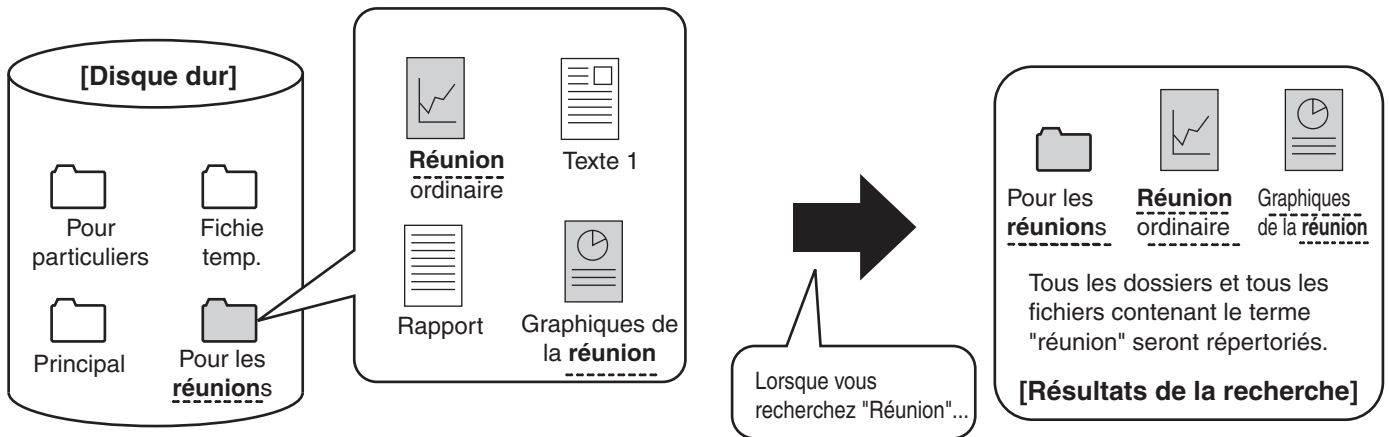 [Disque dur]
Pour
particuliers
Fichie
temp.
Principal
Pour les
réunions
Réunion
ordinaire
Texte 1
Rapport
Graphiques de
la réunion
Lorsque vous
recherchez "Réunion"...
Pour les
réunions
Réunion
ordinaire
Graphiques
de la réunion
Tous les dossiers et tous les
fichiers contenant le terme
"réunion" seront répertoriés.
[Résultats de la recherche]